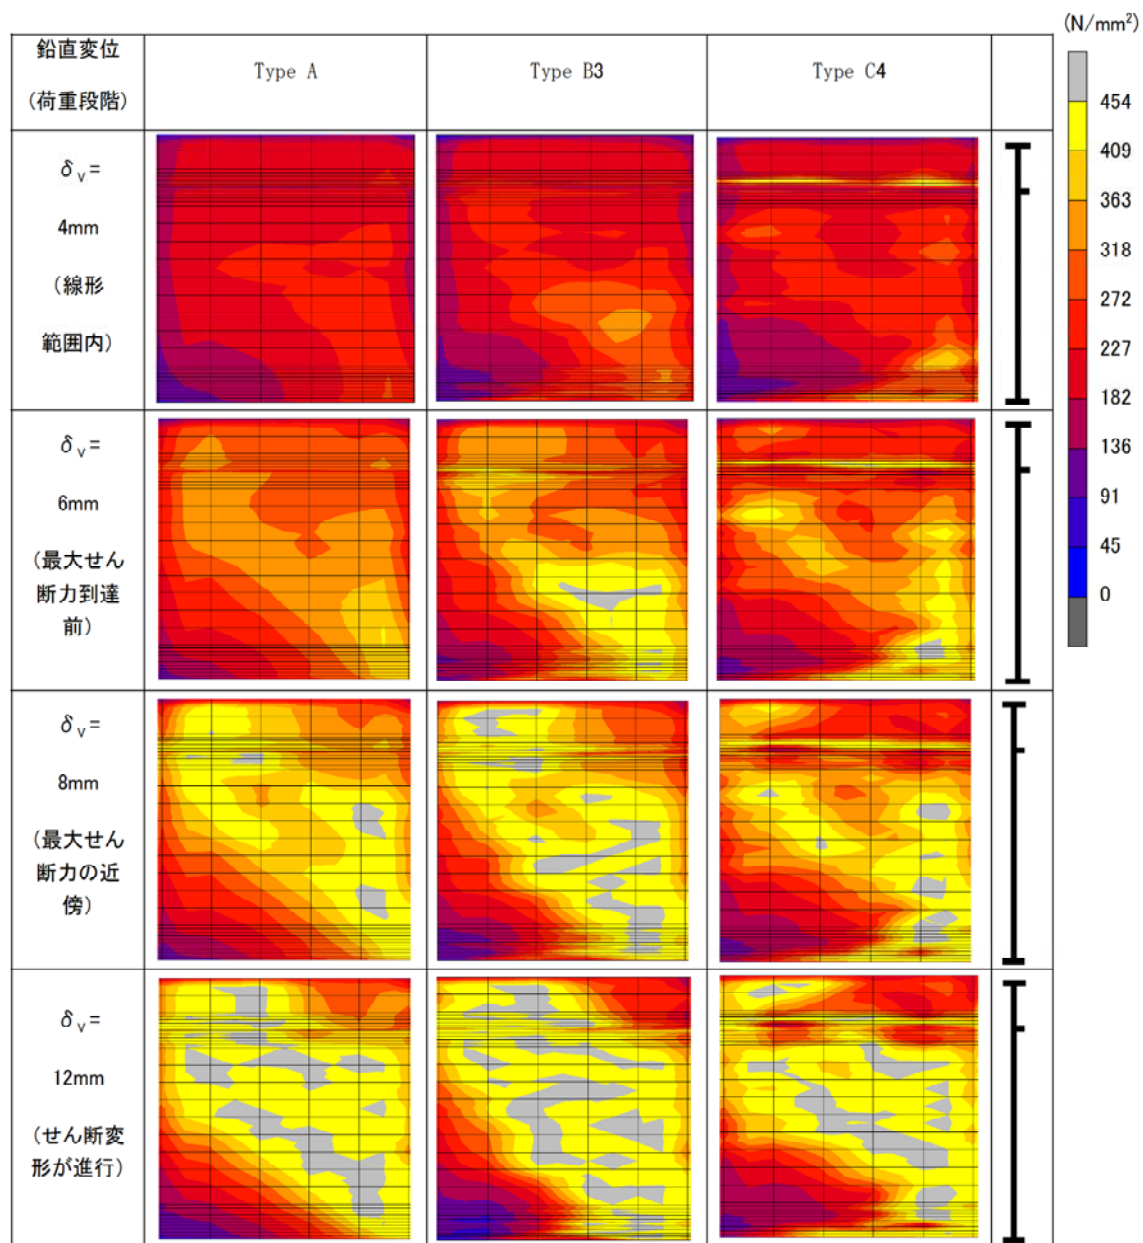 (N/mm²)
鉛直変位
(荷重段階)
Type A
Type B3
Type C4
454
409
363
318
272
227
182
136
91
45
0
δv=
4mm
(線形
範囲内)
δv=
6mm
(最大せん
断力到達
前)
δv=
8mm
(最大せん
断力の近
傍)
δv=
12mm
(せん断変
形が進行)